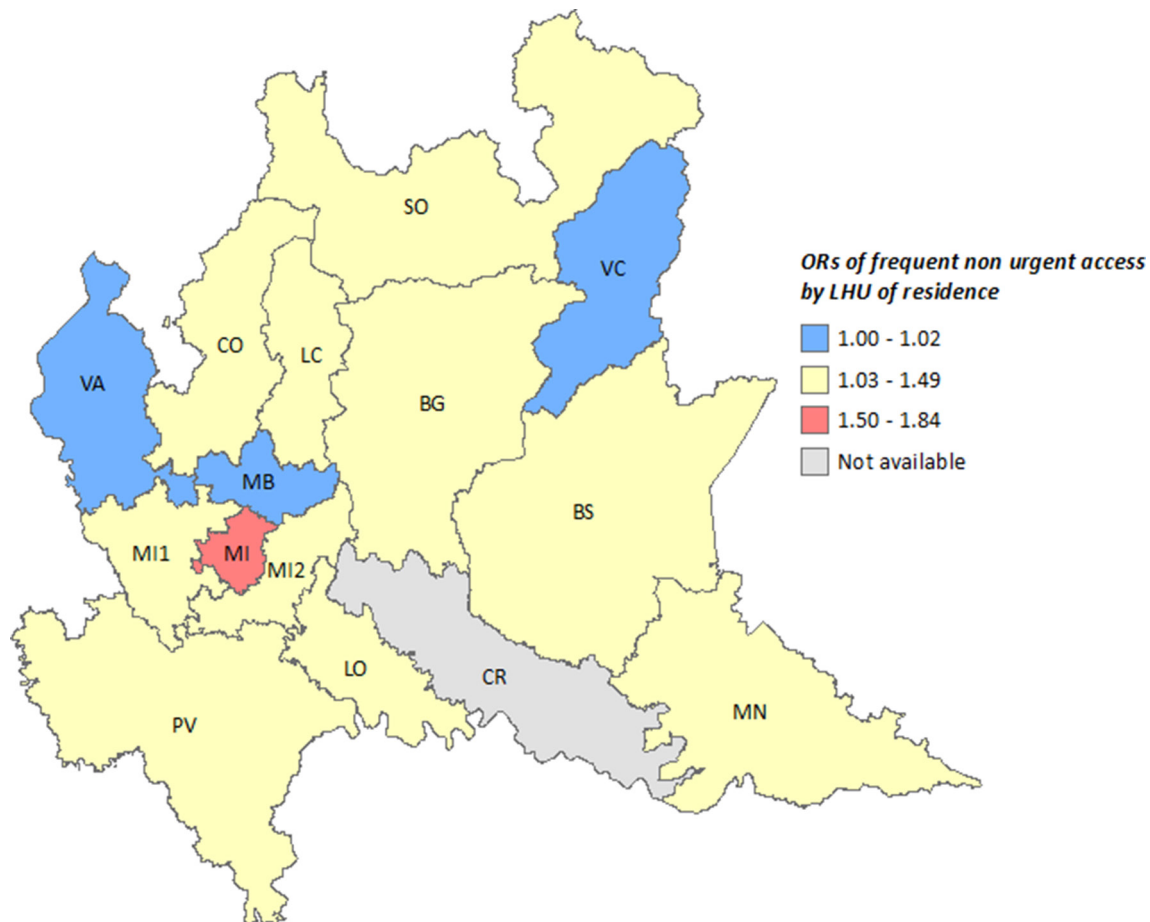 SO
VC
CO
LC
VA
BG
MB
BS
MI1
MI
MI2
LO
CR
PV
MN
ORs of frequent non urgent access
by LHU of residence
1.00 - 1.02
1.03 - 1.49
1.50 - 1.84
Not available